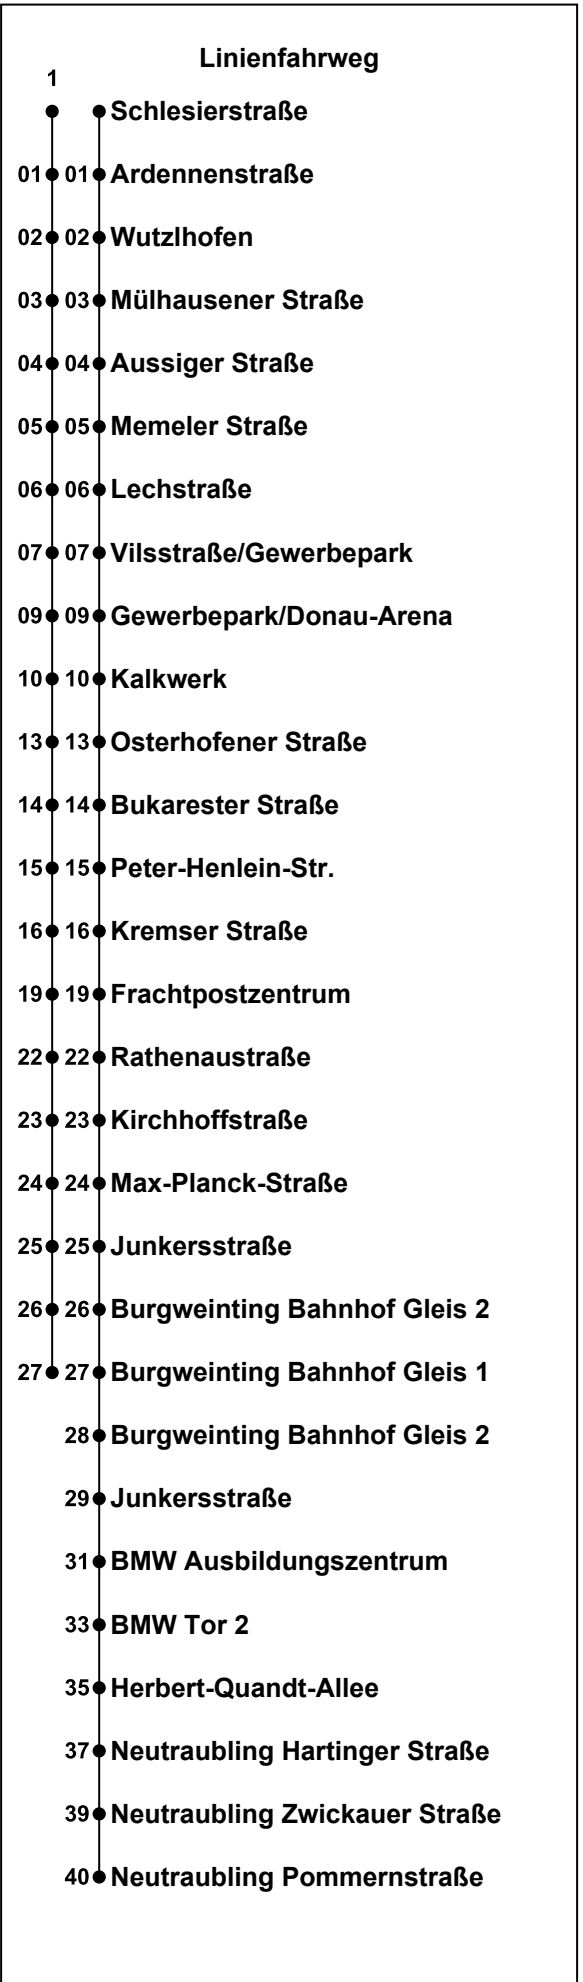 Linienfahrweg
1
Schlesierstraße
01 01 Ardennenstraße
02 02 Wutzlhofen
03 03 Mülhausener Straße
04 04 Aussiger Straße
05 05 Memeler Straße
06 06 Lechstraße
07 07 Vilsstraße/Gewerbepark
09 09 Gewerbepark/Donau-Arena
10 10 Kalkwerk
13 13 Osterhofener Straße
14 14 Bukarester Straße
15 15 Peter-Henlein-Str.
16 16 Kremser Straße
19 19 Frachtpostzentrum
22 22 Rathenaustraße
23 23 Kirchhoffstraße
24 24 Max-Planck-Straße
25 25 Junkersstraße
26 26 Burgweinting Bahnhof Gleis 2
27 27 Burgweinting Bahnhof Gleis 1
28 Burgweinting Bahnhof Gleis 2
29 Junkersstraße
31 BMW Ausbildungszentrum
33 BMW Tor 2
35 Herbert-Quandt-Allee
37 Neutraubling Hartinger Straße
39 Neutraubling Zwickauer Straße
40 Neutraubling Pommernstraße